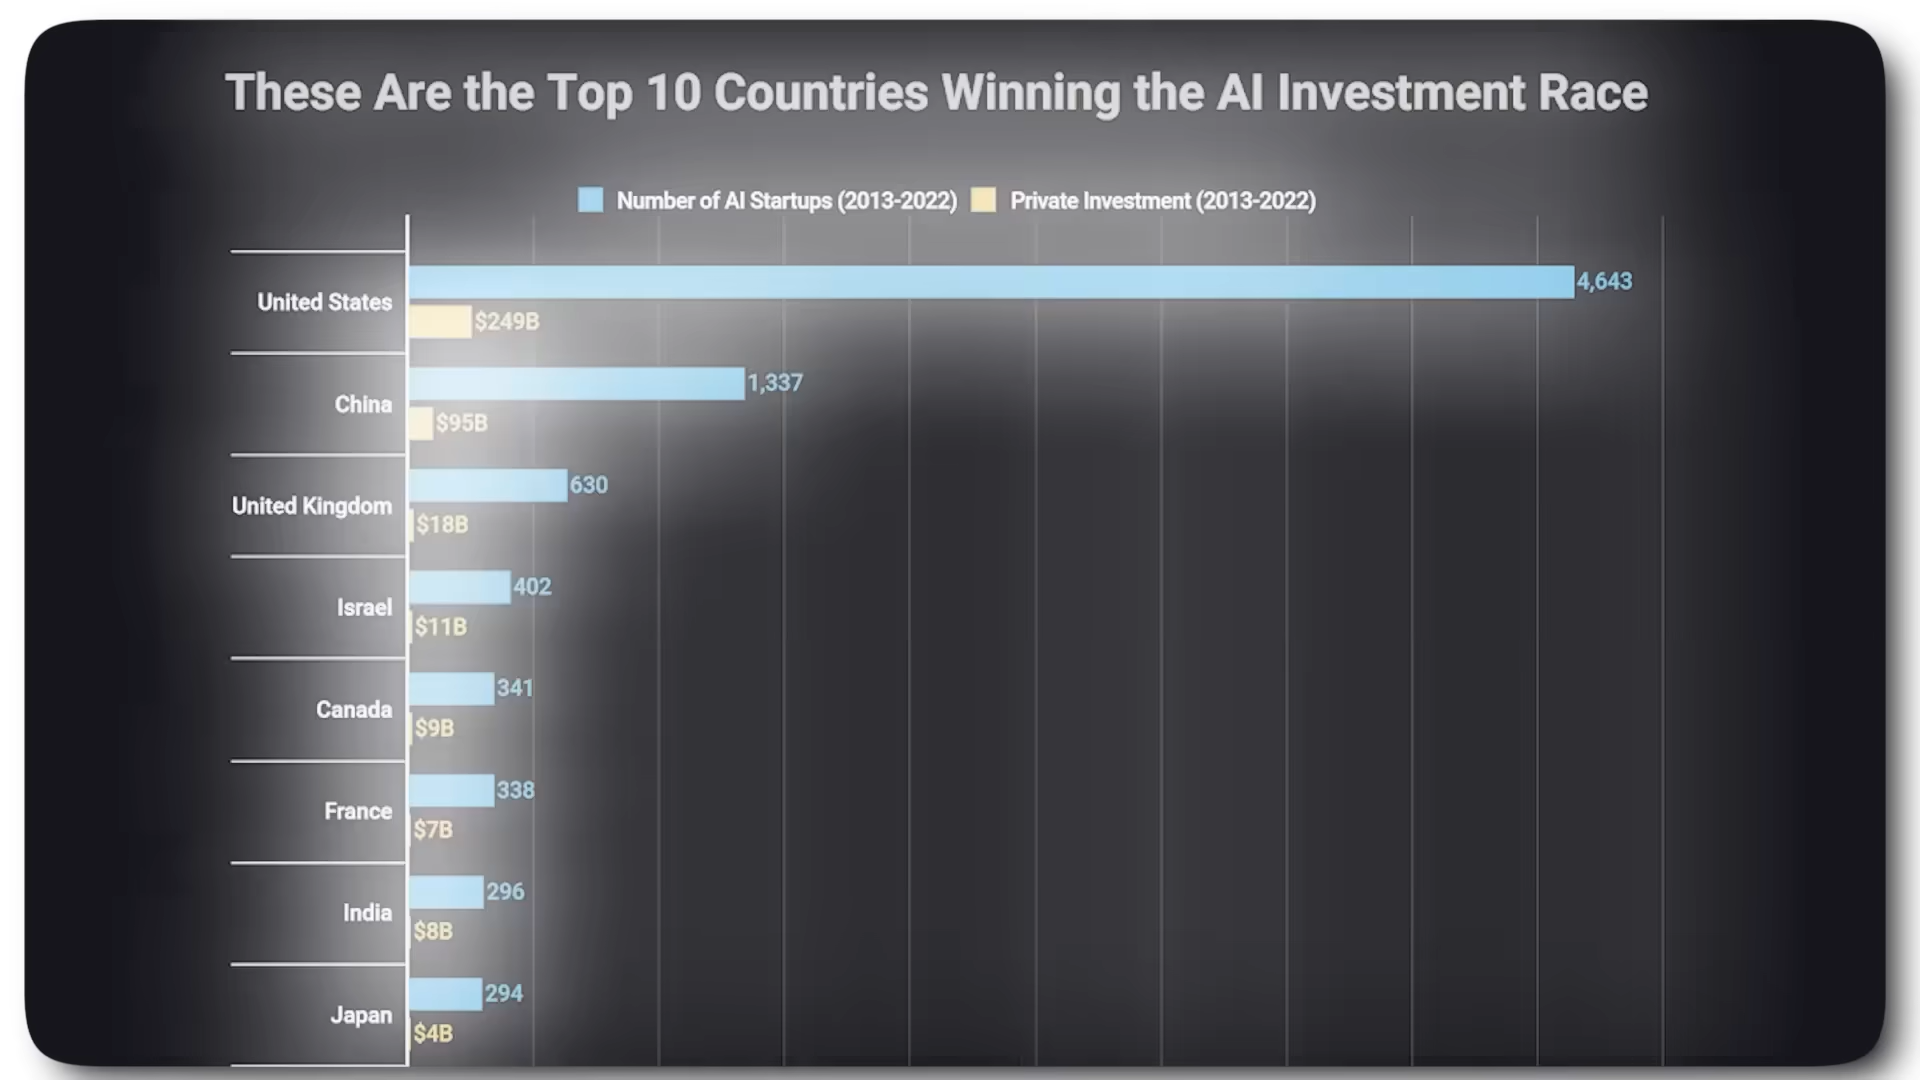 These Are the Top 10 Countries Winning the AI Investment Race
Number of AI Startups (2013-2022) Private Investment (2013-2022)
United States
4,643
$249B
China
1,337
$95B
United Kingdom
630
$18B
Israel
402
$11B
Canada
341
$9B
France
338
$7B
India
296
$8B
Japan
294
$4B